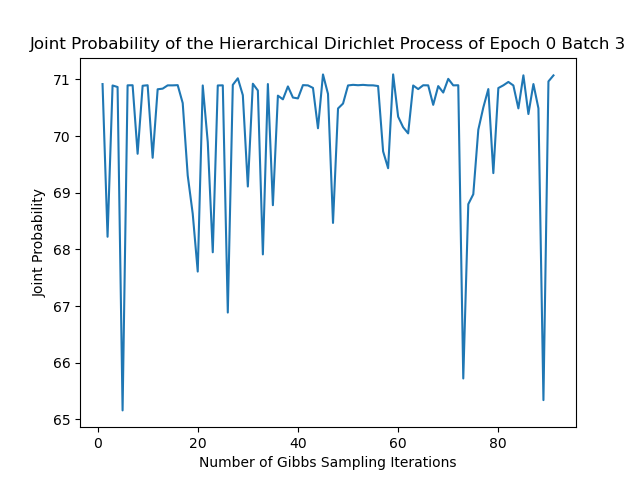 Joint Probability of the Hierarchical Dirichlet Process of Epoch 0 Batch 3
71
70
69
68
67
66
65
Joint Probability
0 20 40 60 80
Number of Gibbs Sampling Iterations